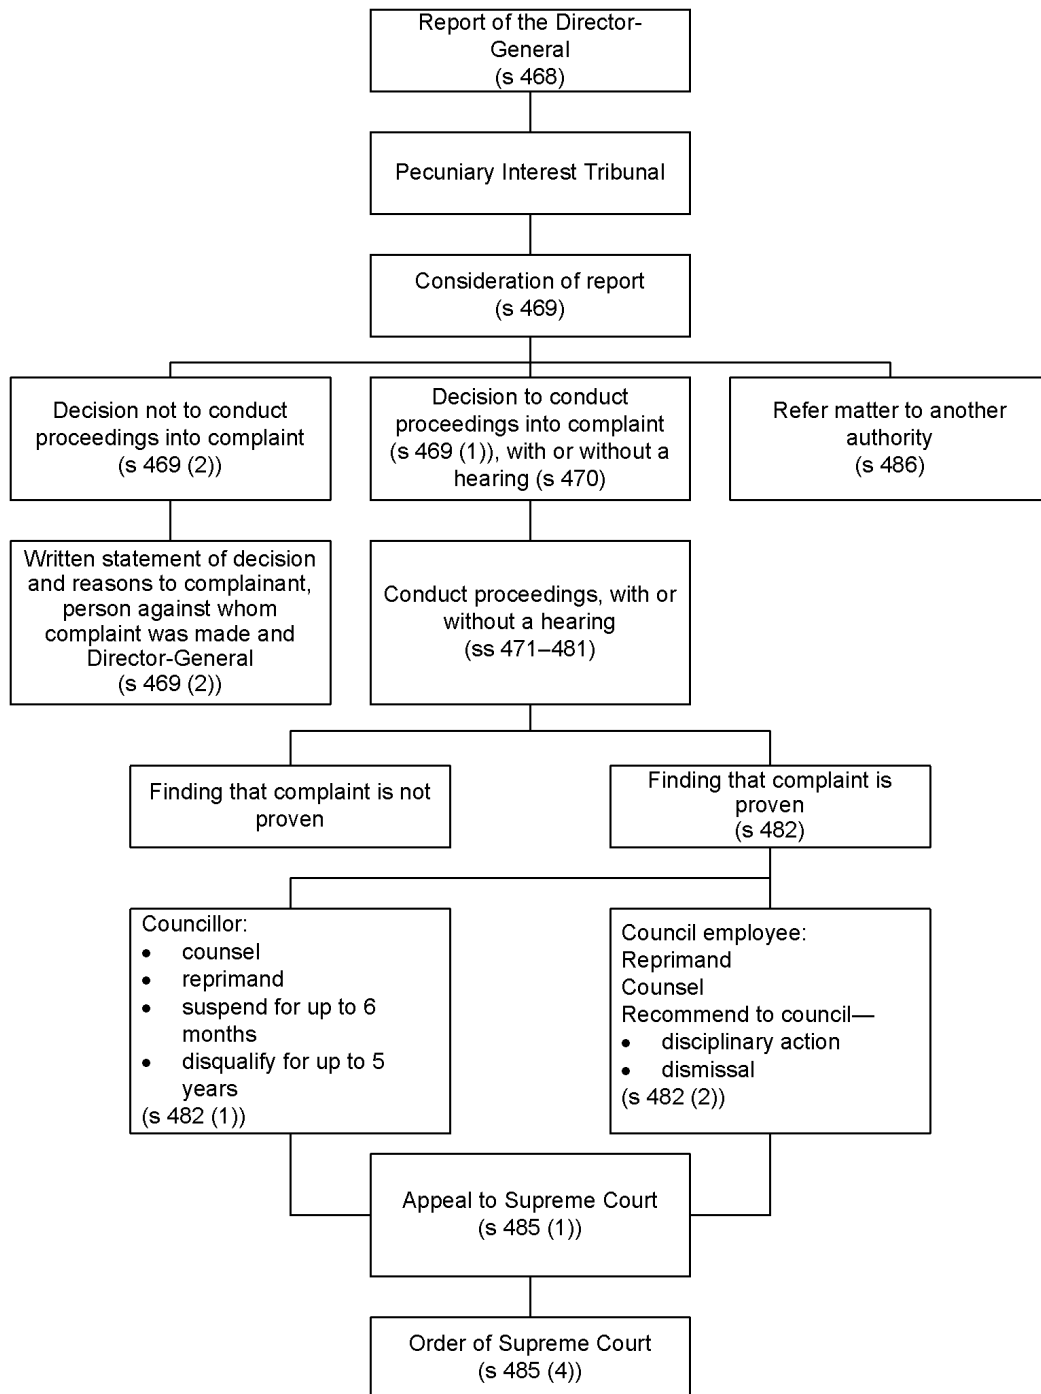 Report of the Director-
General
(s 468)
Pecuniary Interest Tribunal
Consideration of report
(s 469)
Decision not to conduct
proceedings into complaint
(s 469 (2))
Decision to conduct
proceedings into complaint
(s 469 (1)), with or without a
hearing (s 470)
Refer matter to another
authority
(s 486)
Written statement of decision
and reasons to complainant,
person against whom
complaint was made and
Director-General
(s 469 (2))
Conduct proceedings, with or
without a hearing
(ss 471–481)
Finding that complaint is not
proven
Finding that complaint is
proven
(s 482)
Councillor:
• counsel
• reprimand
• suspend for up to 6
months
• disqualify for up to 5
years
(s 482 (1))
Council employee:
Reprimand
Counsel
Recommend to council—
• disciplinary action
• dismissal
(s 482 (2))
Appeal to Supreme Court
(s 485 (1))
Order of Supreme Court
(s 485 (4))